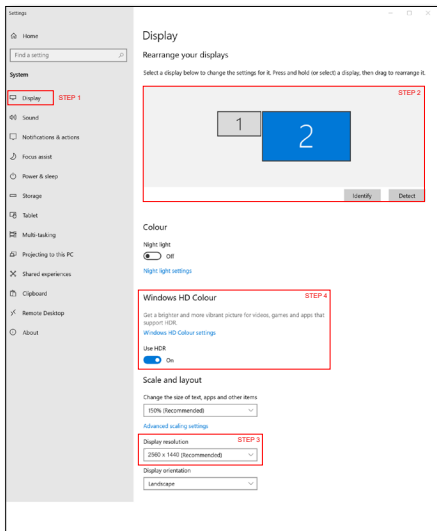 Settings
Home
Find a setting
System
Display STEP 1
Sound
Notifications & actions
Focus assist
Power & sleep
Storage
Tablet
Multi-tasking
Projecting to this PC
Shared experiences
Clipboard
Remote Desktop
About
Display
Rearrange your displays
Select a display below to change the settings for it. Press and hold (or select) a display, then drag to rearrange it.
STEP 2
1
2
Identify Detect
Colour
Night light
Off
Night light settings
Windows HD Colour STEP 4
Get a brighter and more vibrant picture for videos, games and apps that
support HDR.
Windows HD Colour settings
Use HDR
On
Scale and layout
Change the size of text, apps and other items
150% (Recommended)
Advanced scaling settings
Display resolution STEP 3
2560 x 1440 (Recommended)
Display orientation
Landscape